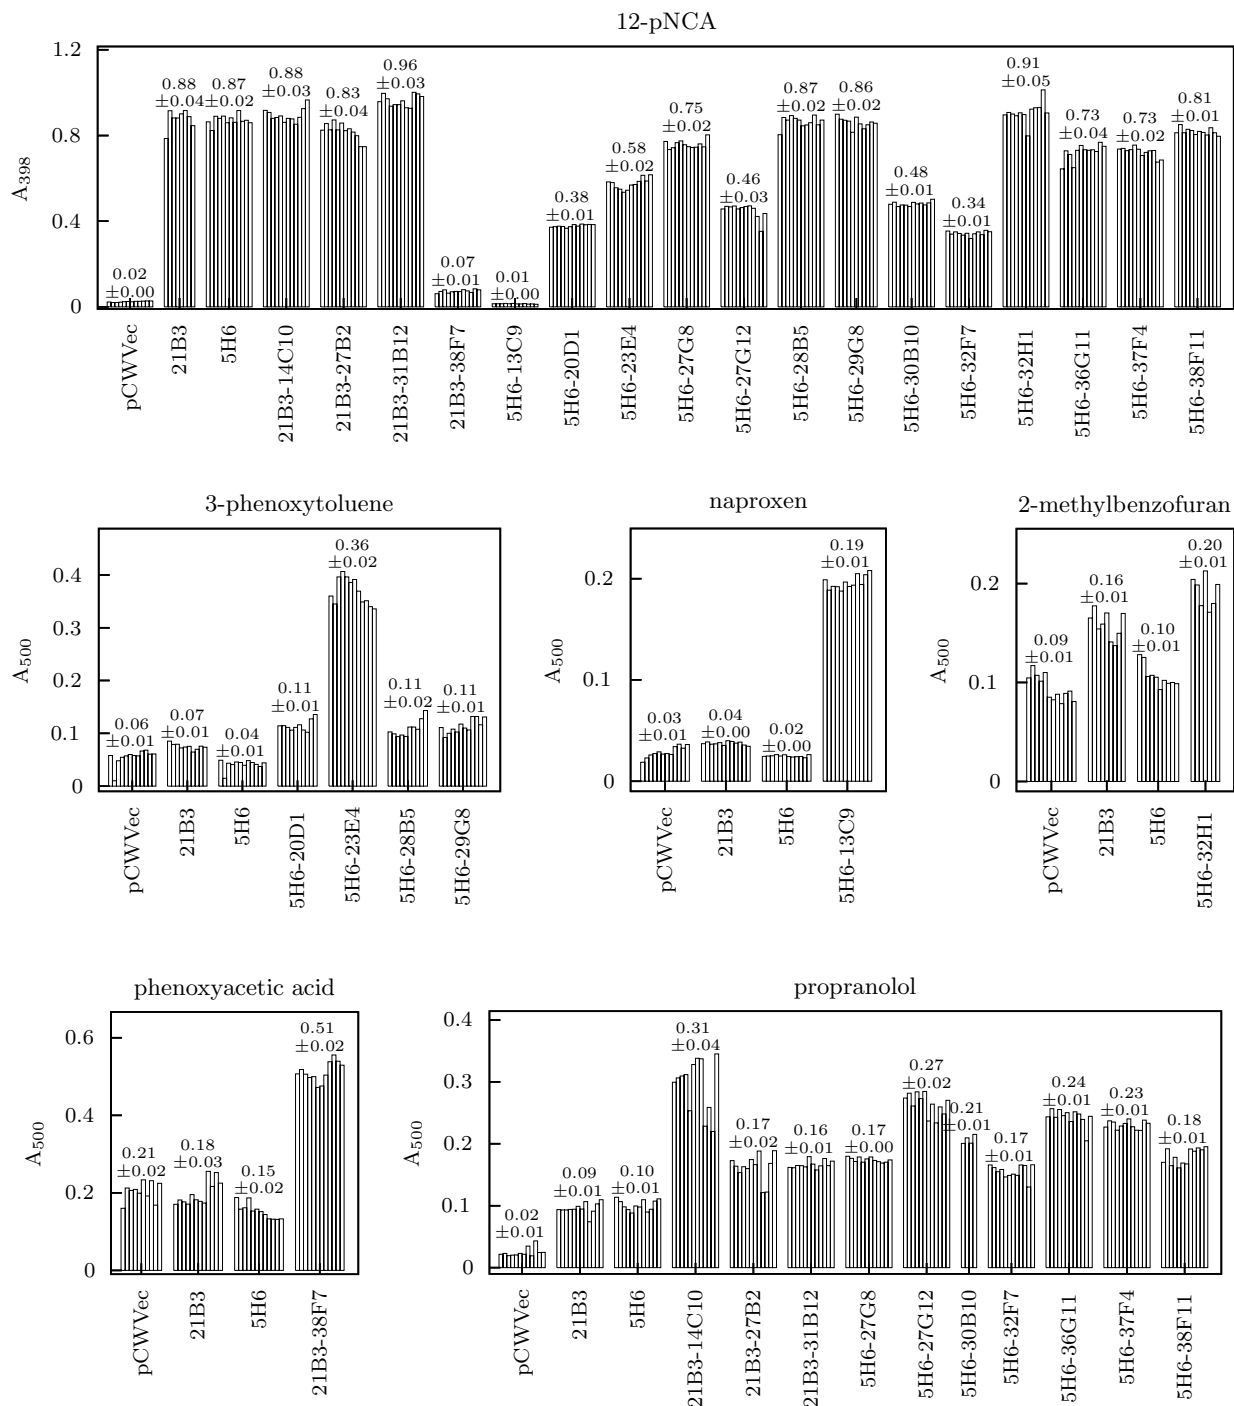 12-pNCA
A398
1.2
0.8
0.4
0
0.02
±0.00
0.88
±0.04
0.87
±0.02
0.88
±0.03
0.83
±0.04
0.96
±0.03
0.07
±0.01
0.01
±0.00
0.38
±0.01
0.58
±0.02
0.75
±0.02
0.46
±0.03
0.87
±0.02
0.86
±0.02
0.48
±0.01
0.34
±0.01
0.91
±0.05
0.73
±0.04
0.73
±0.02
0.81
±0.01
pCWVec
21B3
5H6
21B3-14C10
21B3-27B2
21B3-31B12
21B3-38F7
5H6-13C9
5H6-20D1
5H6-23E4
5H6-27G8
5H6-27G12
5H6-28B5
5H6-29G8
5H6-30B10
5H6-32F7
5H6-32H1
5H6-36G11
5H6-37F4
5H6-38F11
3-phenoxytoluene
A500
0.4
0.3
0.2
0.1
0
0.06
±0.01
0.07
±0.01
0.04
±0.01
0.11
±0.01
0.36
±0.02
0.11
±0.02
0.11
±0.01
pCWVec
21B3
5H6
5H6-20D1
5H6-23E4
5H6-28B5
5H6-29G8
naproxen
A500
0.2
0.1
0
0.03
±0.01
0.04
±0.00
0.02
±0.00
0.19
±0.01
pCWVec
21B3
5H6
5H6-13C9
2-methylbenzofuran
A500
0.2
0.1
0
0.09
±0.01
0.16
±0.01
0.10
±0.01
0.20
±0.01
pCWVec
21B3
5H6
5H6-32H1
phenoxyacetic acid
A500
0.6
0.4
0.2
0
0.21
±0.02
0.18
±0.03
0.15
±0.02
0.51
±0.02
pCWVec
21B3
5H6
21B3-38F7
propranolol
A500
0.4
0.3
0.2
0.1
0
0.02
±0.01
0.09
±0.01
0.10
±0.01
0.31
±0.04
0.17
±0.02
0.16
±0.01
0.17
±0.00
0.27
±0.02
0.21
±0.01
0.17
±0.01
0.24
±0.01
0.23
±0.01
0.18
±0.01
pCWVec
21B3
5H6
21B3-14C10
21B3-27B2
21B3-31B12
5H6-27G8
5H6-27G12
5H6-30B10
5H6-32F7
5H6-36G11
5H6-37F4
5H6-38F11